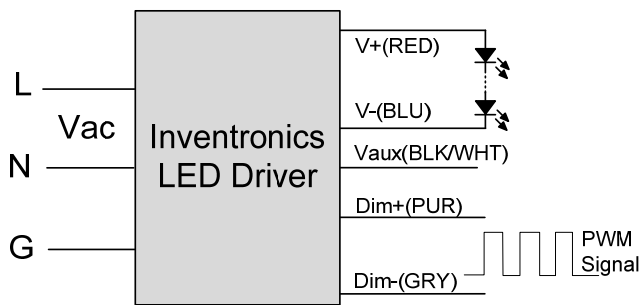 L
Vac
N
G
Inventronics
LED Driver
V+(RED)
V-(BLU)
Vaux(BLK/WHT)
Dim+(PUR)
Dim-(GRY)
PWM
Signal